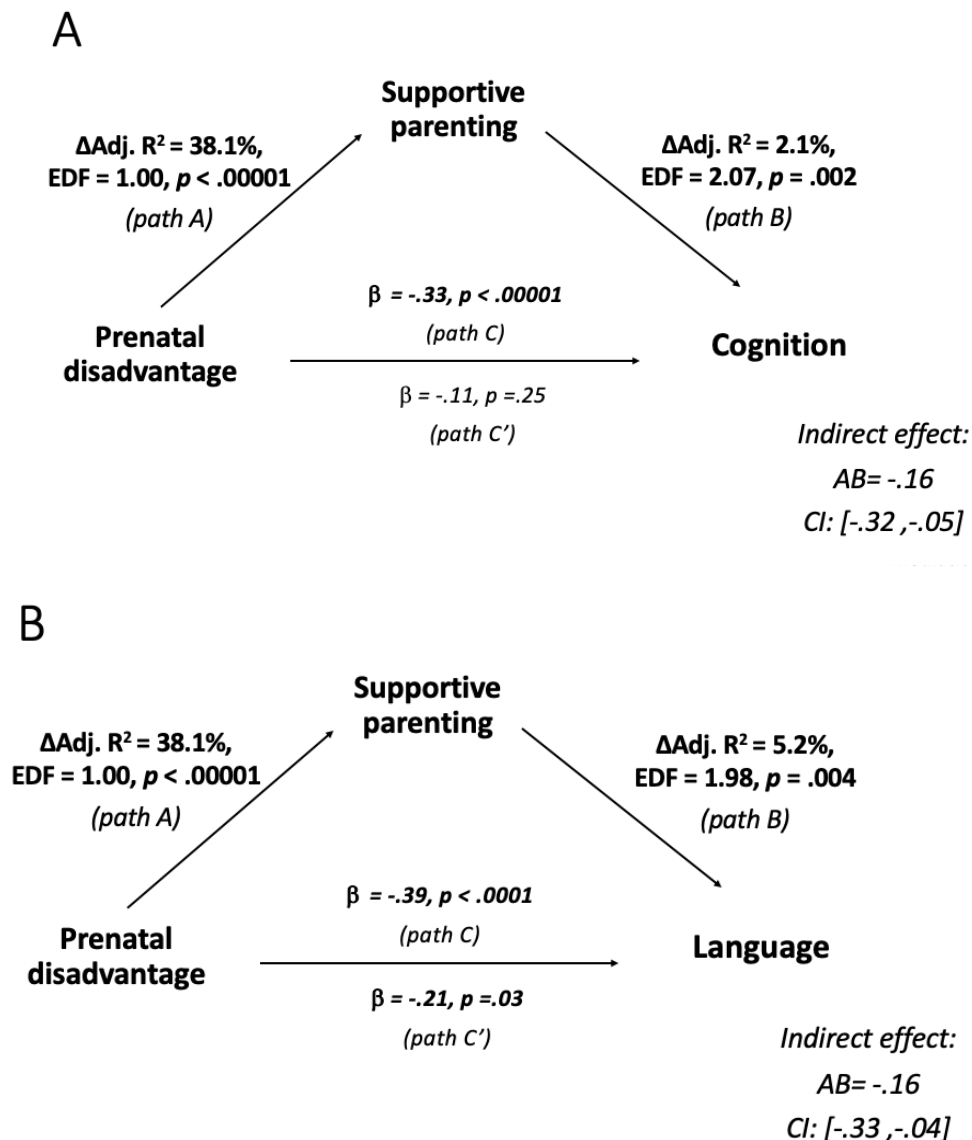 A
Supportive
parenting
ΔAdj. R² = 38.1%,
EDF = 1.00, p < .00001
(path A)
ΔAdj. R² = 2.1%,
EDF = 2.07, p = .002
(path B)
β = -.33, p < .00001
(path C)
Prenatal
disadvantage
Cognition
β = -.11, p =.25
(path C’)
Indirect effect:
AB= -.16
CI: [-.32 ,-.05]
B
Supportive
parenting
ΔAdj. R² = 38.1%,
EDF = 1.00, p < .00001
(path A)
ΔAdj. R² = 5.2%,
EDF = 1.98, p = .004
(path B)
β = -.39, p < .0001
(path C)
Prenatal
disadvantage
Language
β = -.21, p =.03
(path C’)
Indirect effect:
AB= -.16
CI: [-.33 ,-.04]